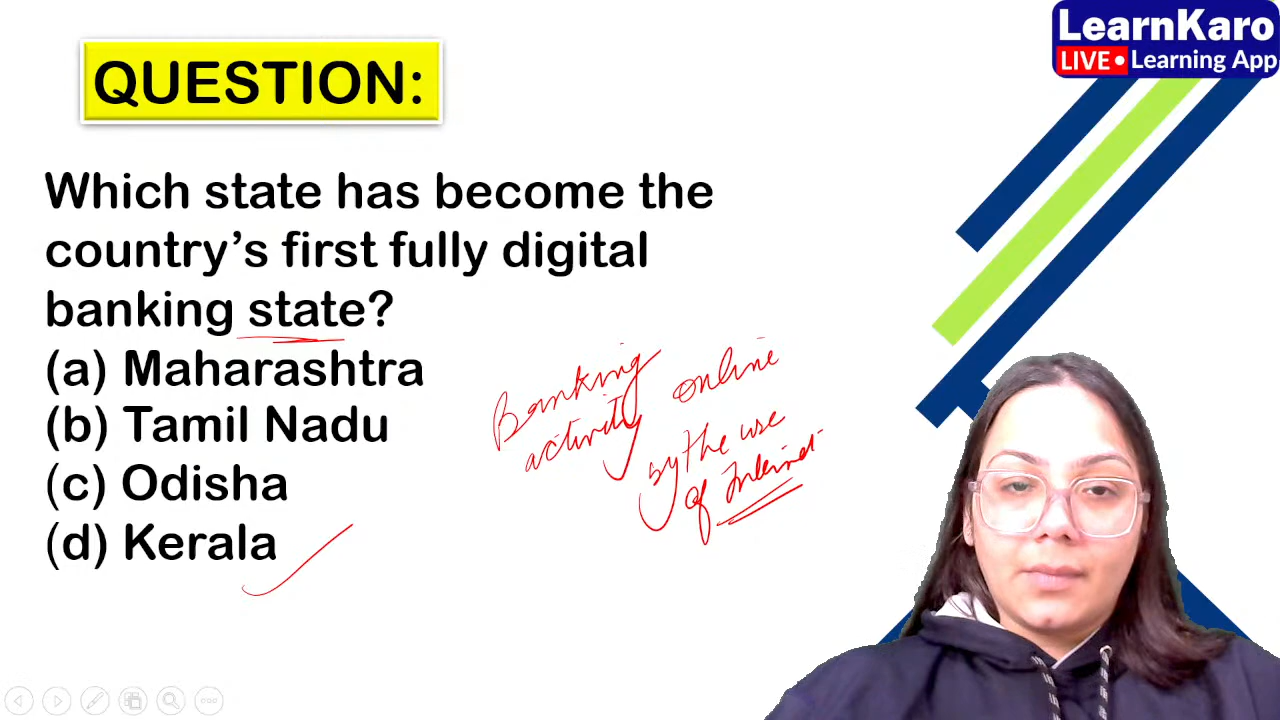 LearnKaro
LIVE • Learning App
QUESTION:
Which state has become the
country’s first fully digital
banking state?
(a) Maharashtra
(b) Tamil Nadu
(c) Odisha
(d) Kerala
Banking
activity online
by the use
of Internet